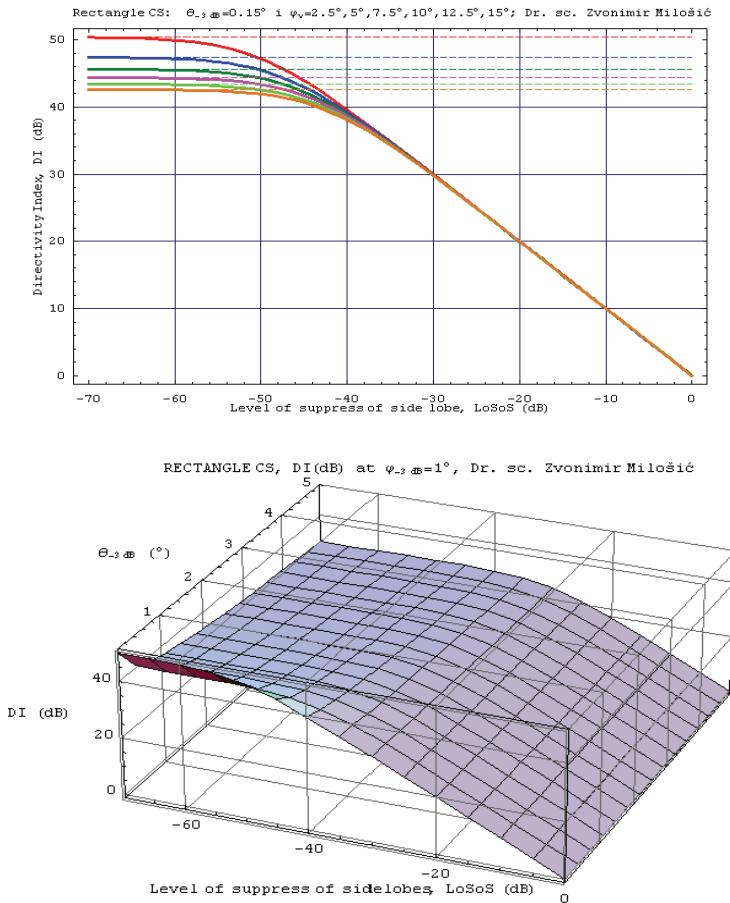 Rectangle CS: Θ₋₃ dB=0.15° i φᵥ=2.5°,5°,7.5°,10°,12.5°,15°; Dr. sc. Zvonimir Milošić
50
40
30
20
10
0
Directivity Index, DI (dB)
-70 -60 -50 -40 -30 -20 -10 0
Level of suppress of side lobe, LoSoS (dB)
RECTANGLE CS, DI(dB) at φ₋₃ dB=1°, Dr. sc. Zvonimir Milošić
5
4
3
2
1
Θ₋₃ dB (°)
40
20
0
DI (dB)
-60
-40
-20
0
Level of suppress of sidelobes, LoSoS (dB)